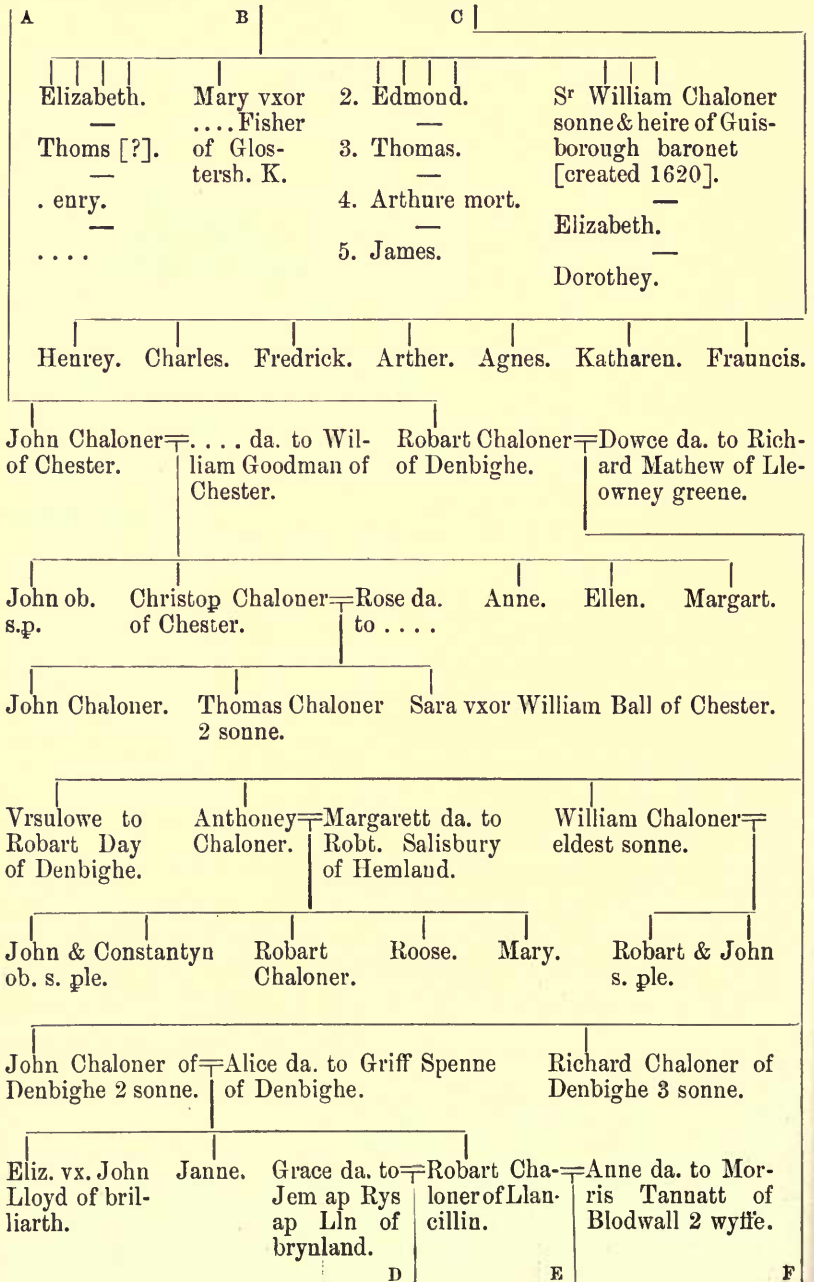 A B C
Elizabeth. Mary vxor 2. Edmond. Sʳ William Chaloner
— ....Fisher — sonne & heire of Guis-
Thoms [?]. of Glos- 3. Thomas. borough baronet
— tersh. K. — [created 1620].
. enry. 4. Arthure mort. —
— — Elizabeth.
. . . . 5. James. —
Dorothey.
Henrey. Charles. Fredrick. Arther. Agnes. Katharen. Frauncis.
John Chaloner=. . . . da. to Wil- Robart Chaloner=Dowce da. to Rich-
of Chester. liam Goodman of of Denbighe. ard Mathew of Lle-
Chester. owney greene.
John ob. Christop Chaloner=Rose da. Anne. Ellen. Margart.
s.p. of Chester. to . . . .
John Chaloner. Thomas Chaloner Sara vxor William Ball of Chester.
2 sonne.
Vrsulowe to Anthoney=Margarett da. to William Chaloner=
Robart Day Chaloner. Robt. Salisbury eldest sonne.
of Denbighe. of Hemland.
John & Constantyn Robart Roose. Mary. Robart & John
ob. s. ple. Chaloner. s. ple.
John Chaloner of=Alice da. to Griff Spenne Richard Chaloner of
Denbighe 2 sonne. of Denbighe. Denbighe 3 sonne.
Eliz. vx. John Janne. Grace da. to=Robart Cha-=Anne da. to Mor-
Lloyd of bril- Jem ap Rys loner of Llan- ris Tannatt of
liarth. ap Lln of cillin. Blodwall 2 wyffe.
brynland.
D E F